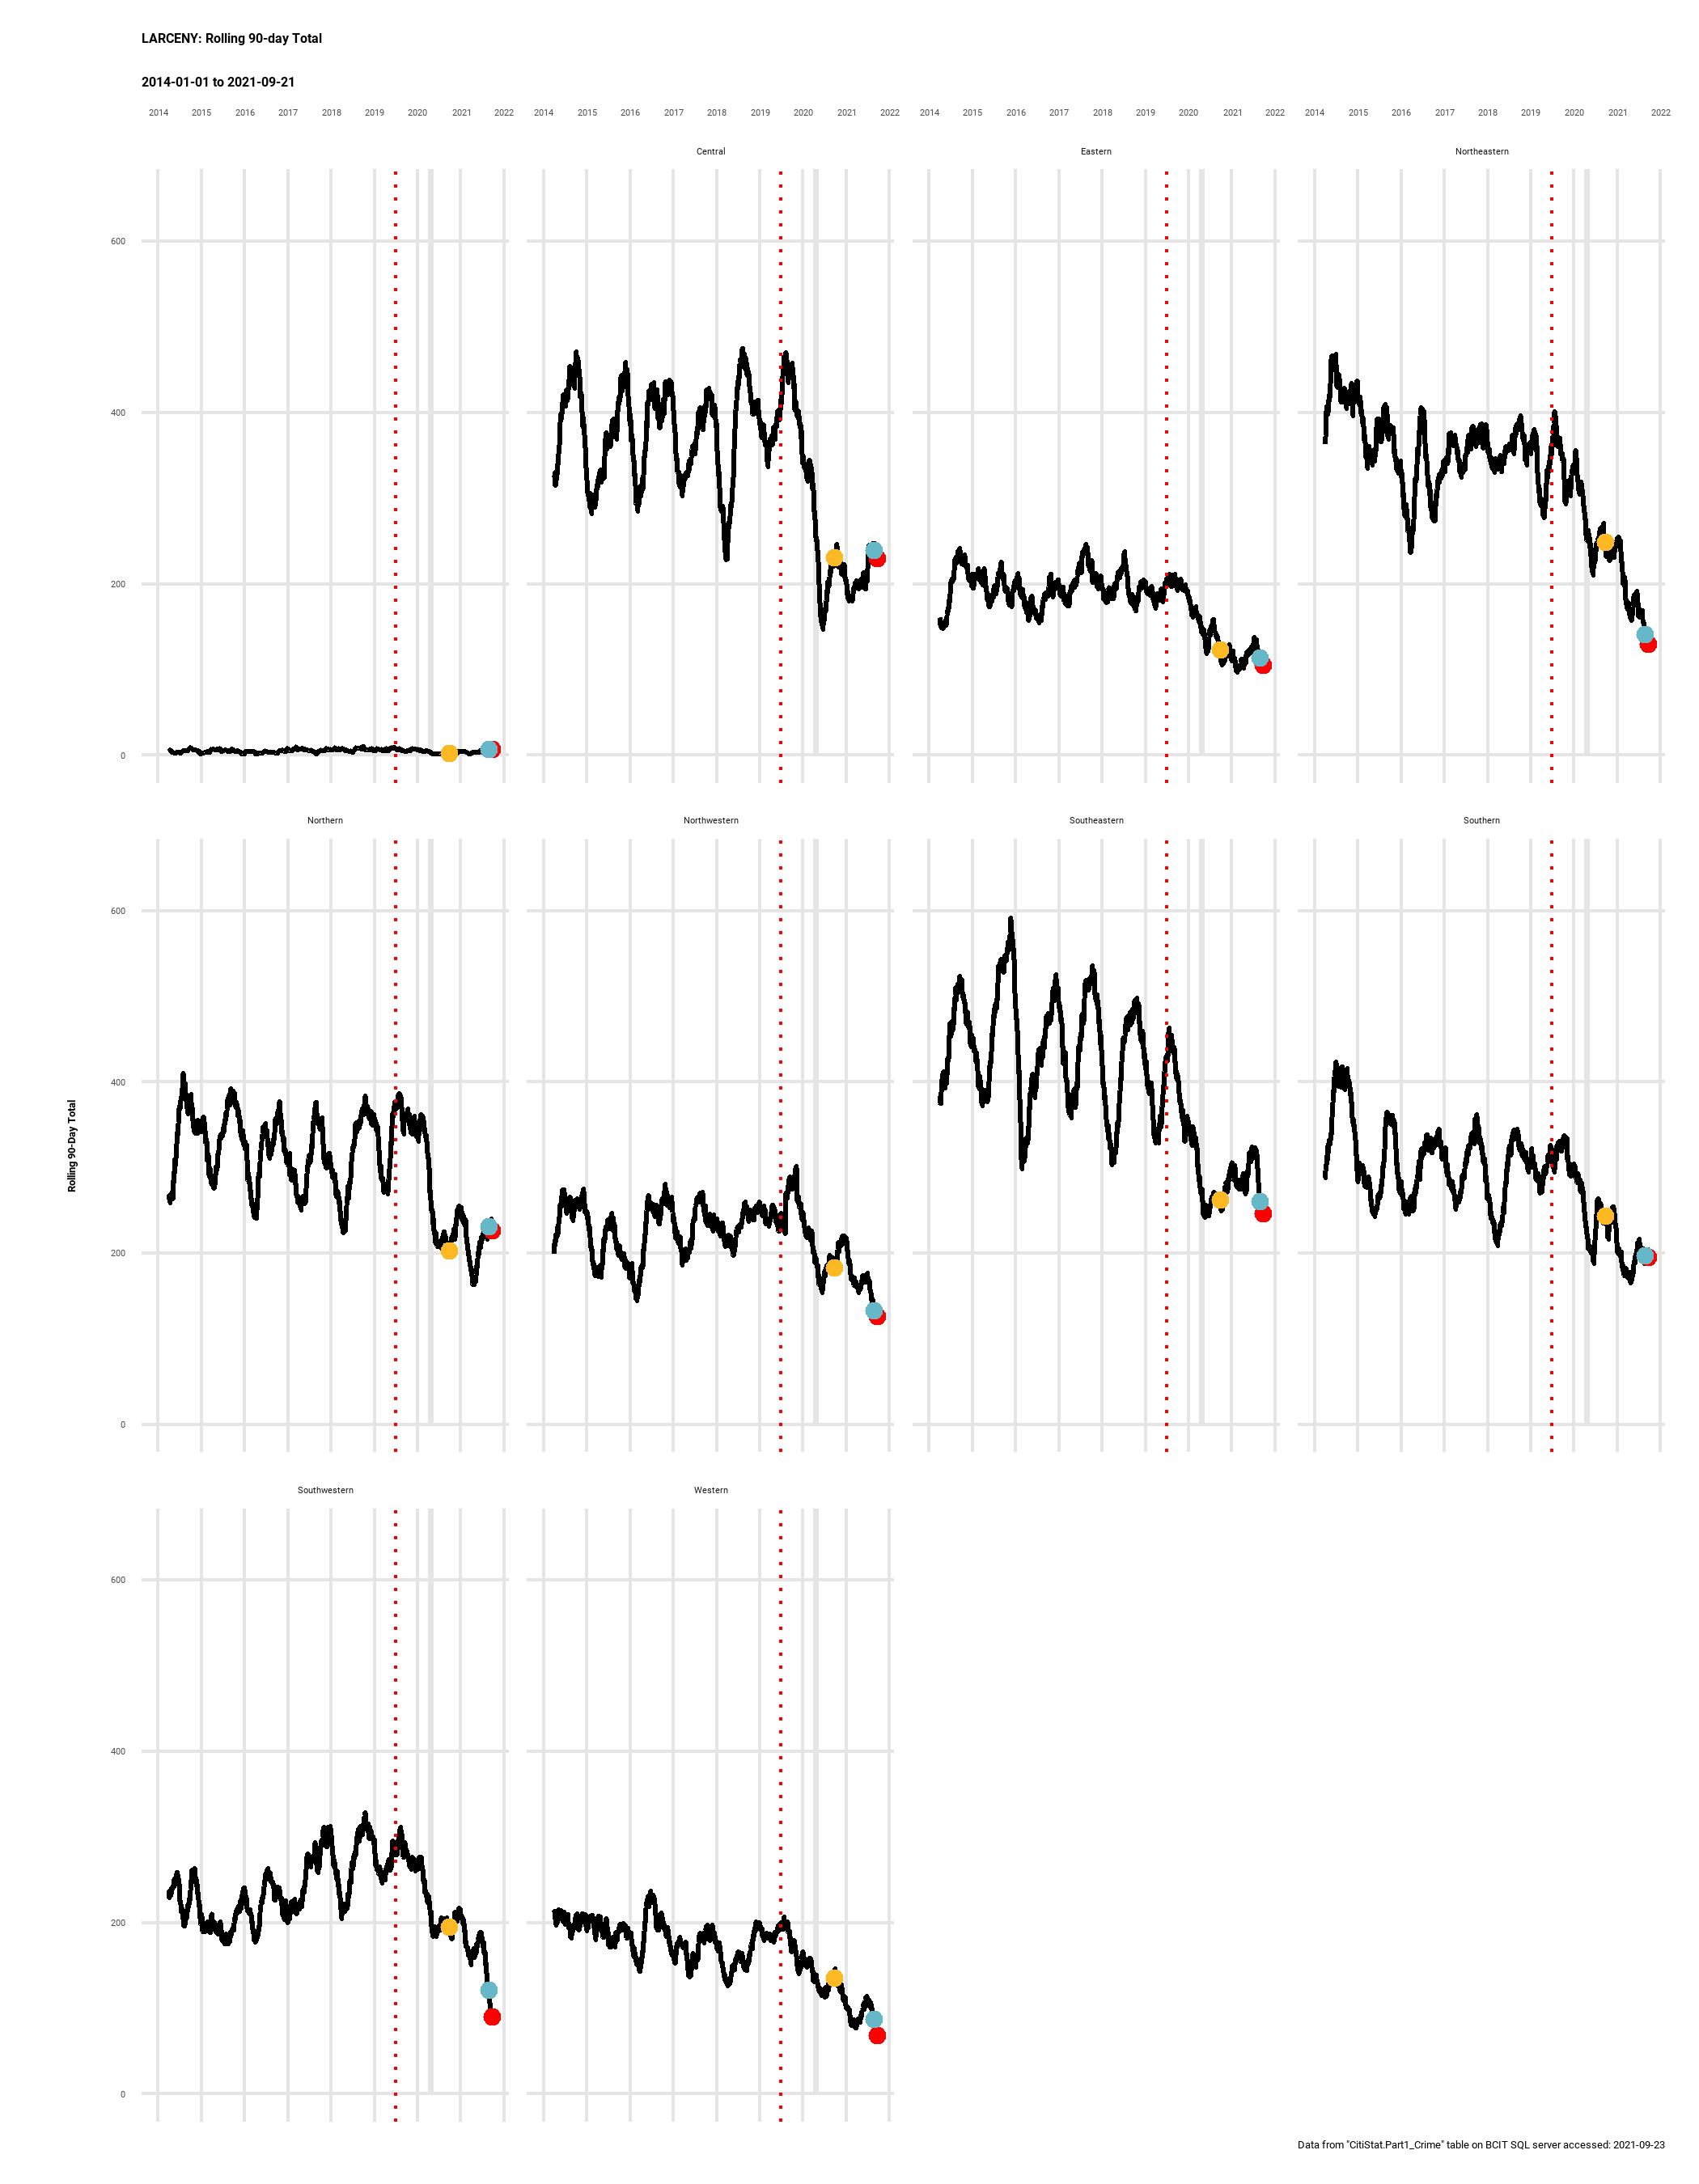 LARCENY: Rolling 90-day Total
2014-01-01 to 2021-09-21
2014 2015 2016 2017 2018 2019 2020 2021 2022 2014 2015 2016 2017 2018 2019 2020 2021 2022 2014 2015 2016 2017 2018 2019 2020 2021 2022 2014 2015 2016 2017 2018 2019 2020 2021 2022
Central Eastern Northeastern
600
400
200
0
Northern Northwestern Southeastern Southern
600
400
200
0
Rolling 90-Day Total
Southwestern Western
600
400
200
0
Data from "CitiStat.Part1_Crime" table on BCIT SQL server accessed: 2021-09-23